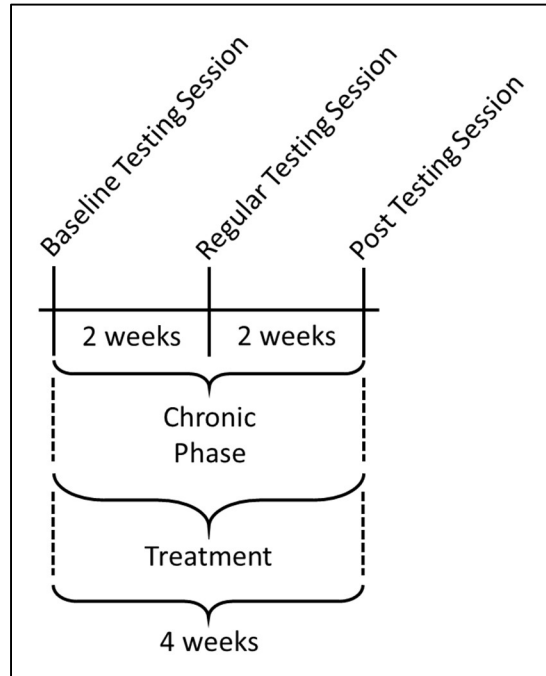 Baseline Testing Session
Regular Testing Session
Post Testing Session
2 weeks
2 weeks
Chronic
Phase
Treatment
4 weeks